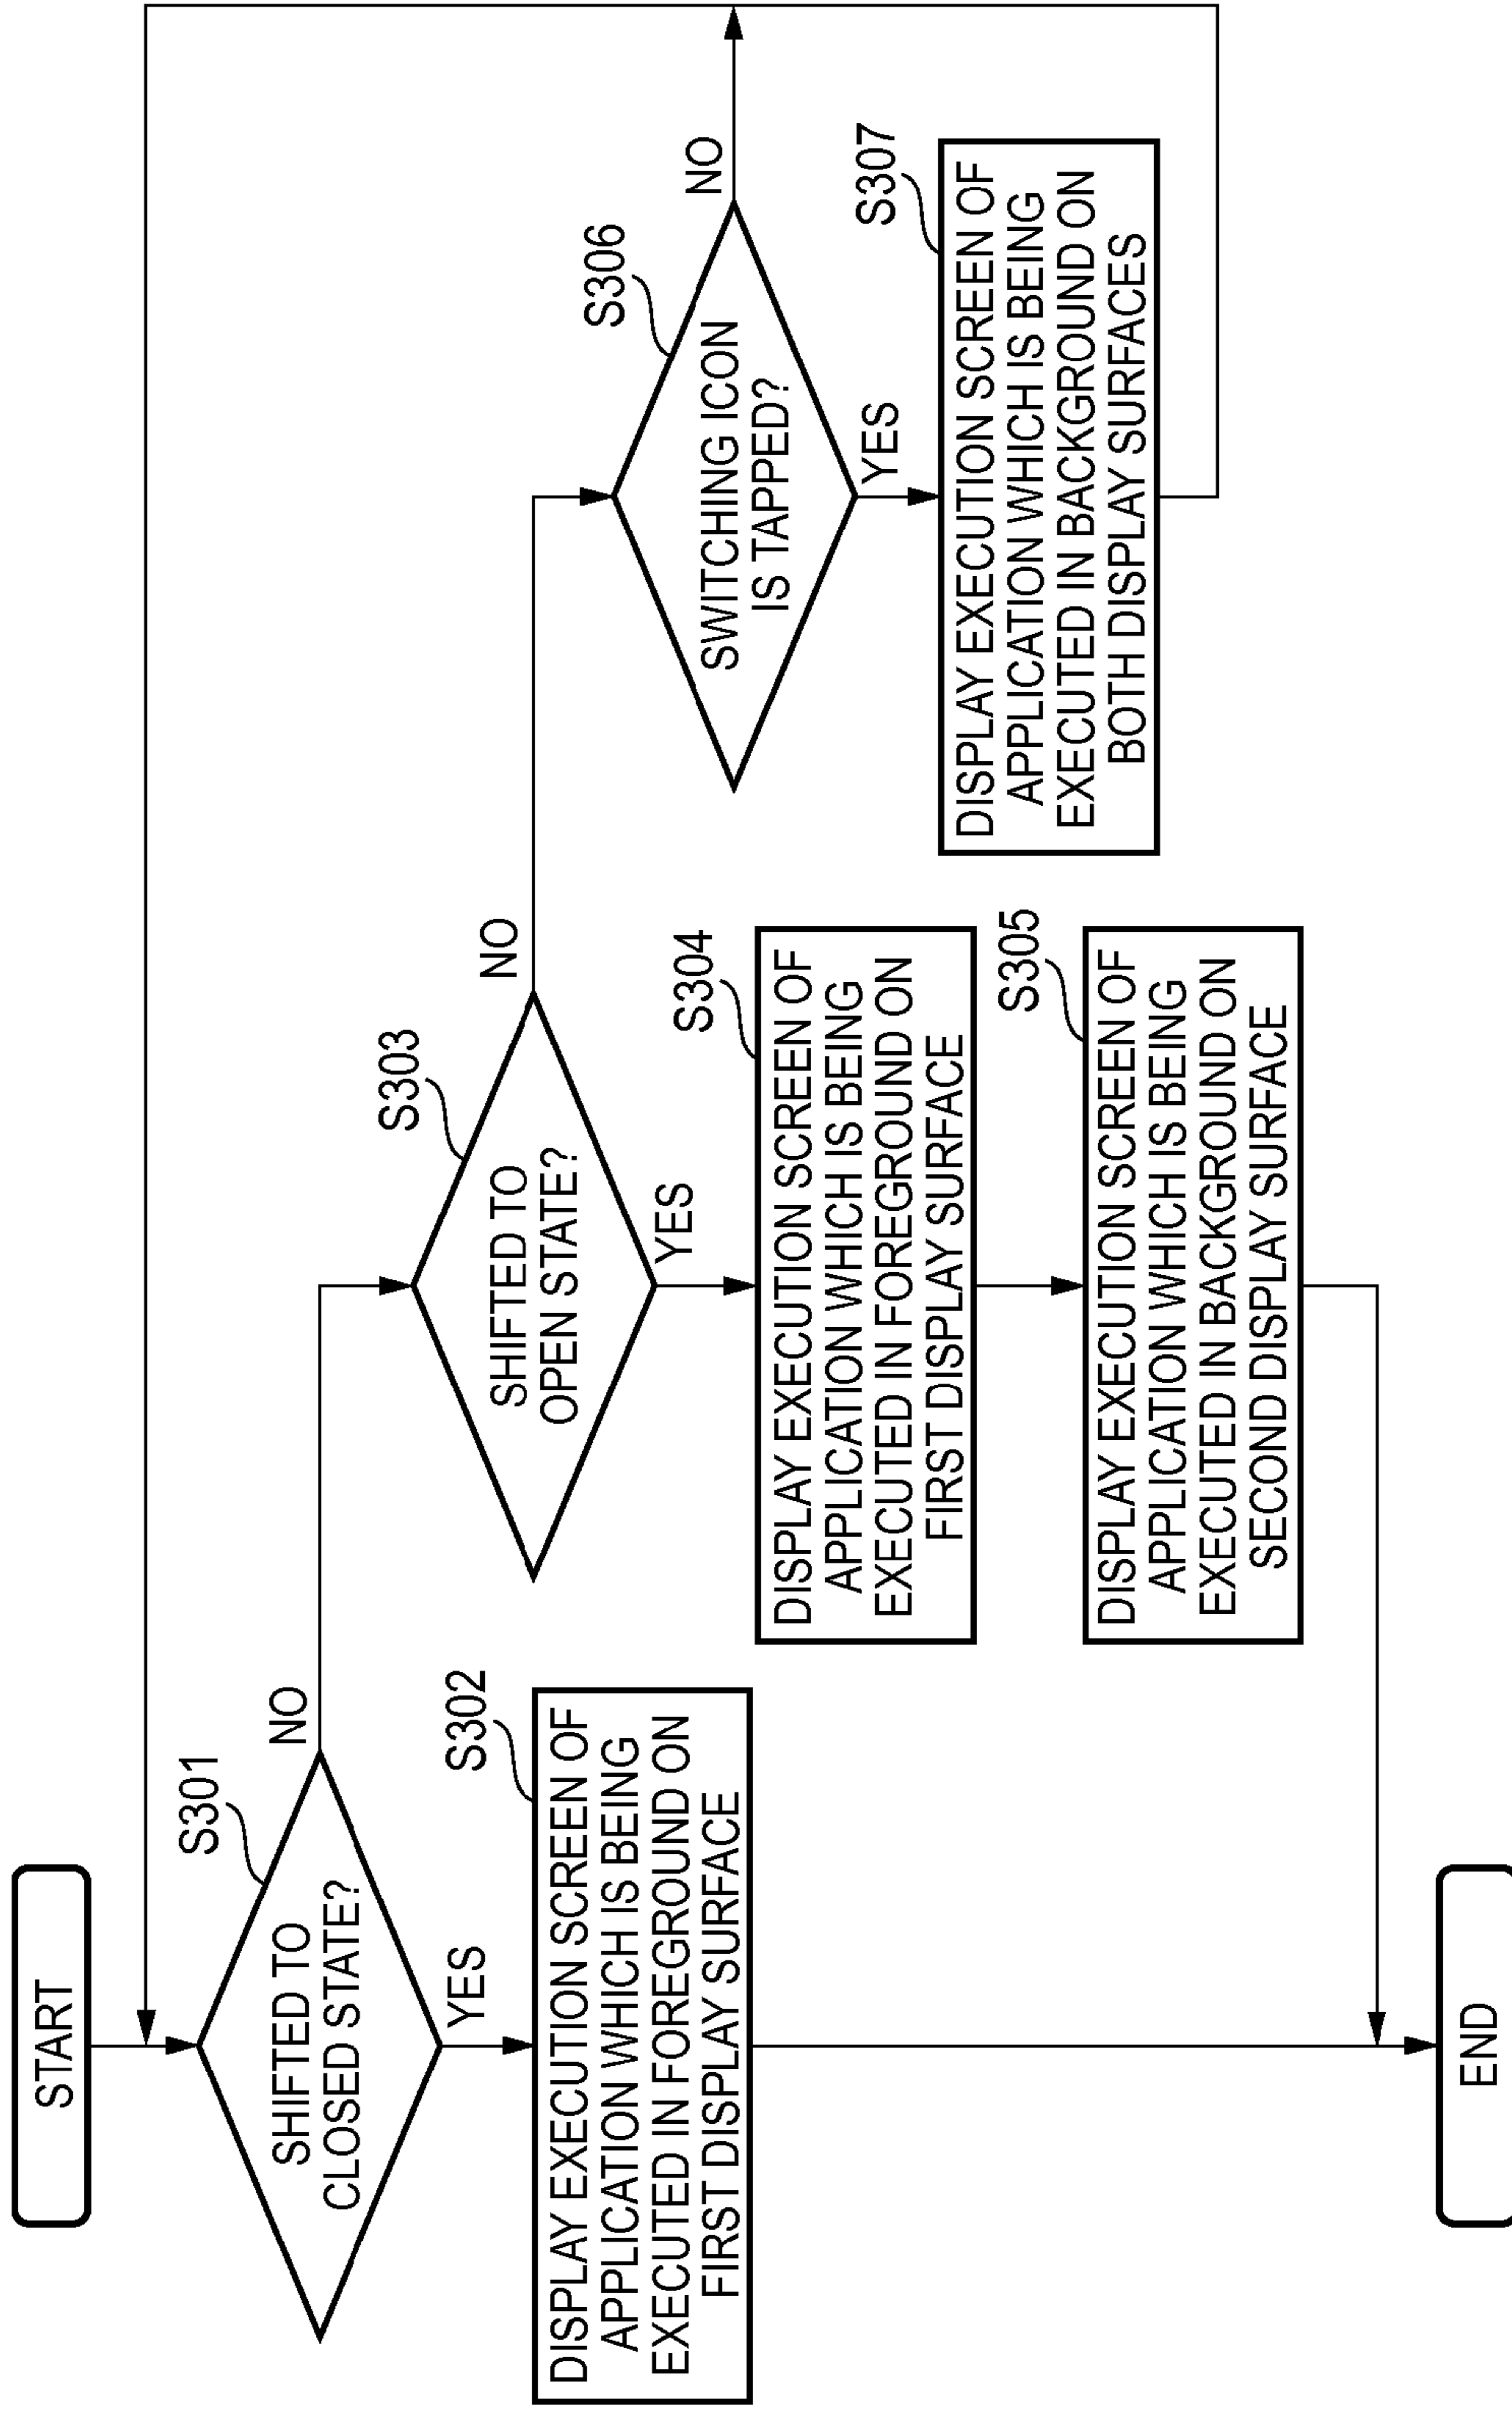 START
S301
SHIFTED TO
CLOSED STATE?
NO
YES
S302
DISPLAY EXECUTION SCREEN OF
APPLICATION WHICH IS BEING
EXECUTED IN FOREGROUND ON
FIRST DISPLAY SURFACE
S303
SHIFTED TO
OPEN STATE?
NO
YES
S304
DISPLAY EXECUTION SCREEN OF
APPLICATION WHICH IS BEING
EXECUTED IN FOREGROUND ON
FIRST DISPLAY SURFACE
S305
DISPLAY EXECUTION SCREEN OF
APPLICATION WHICH IS BEING
EXECUTED IN BACKGROUND ON
SECOND DISPLAY SURFACE
S306
SWITCHING ICON
IS TAPPED?
NO
YES
S307
DISPLAY EXECUTION SCREEN OF
APPLICATION WHICH IS BEING
EXECUTED IN BACKGROUND ON
BOTH DISPLAY SURFACES
END